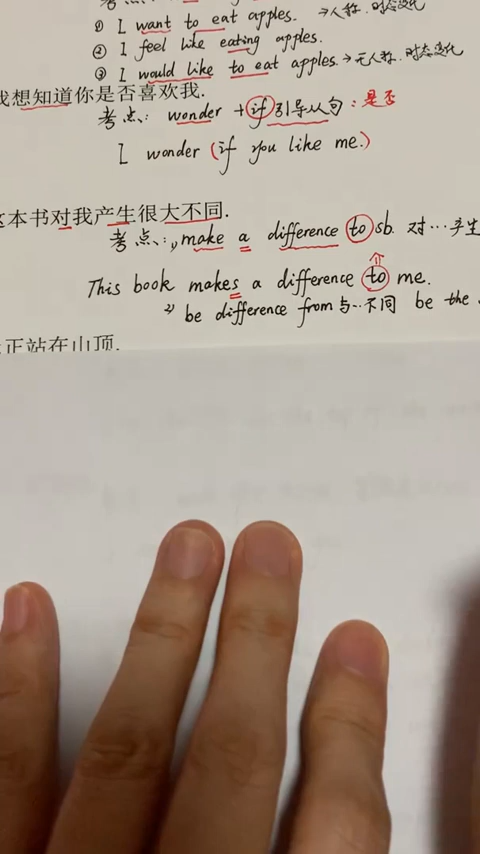 ① I want to eat apples. → 人称.时态变化
② I feel like eating apples.
③ I would like to eat apples. → 无人称.时态变化
我想知道你是否喜欢我.
考点: wonder + if 引导从句: 是否
I wonder (if you like me.)
这本书对我产生很大不同.
考点: 1) make a difference to sb. 对…产生
This book makes a difference to me.
2) be difference from 与…不同 be the
正站在山顶.